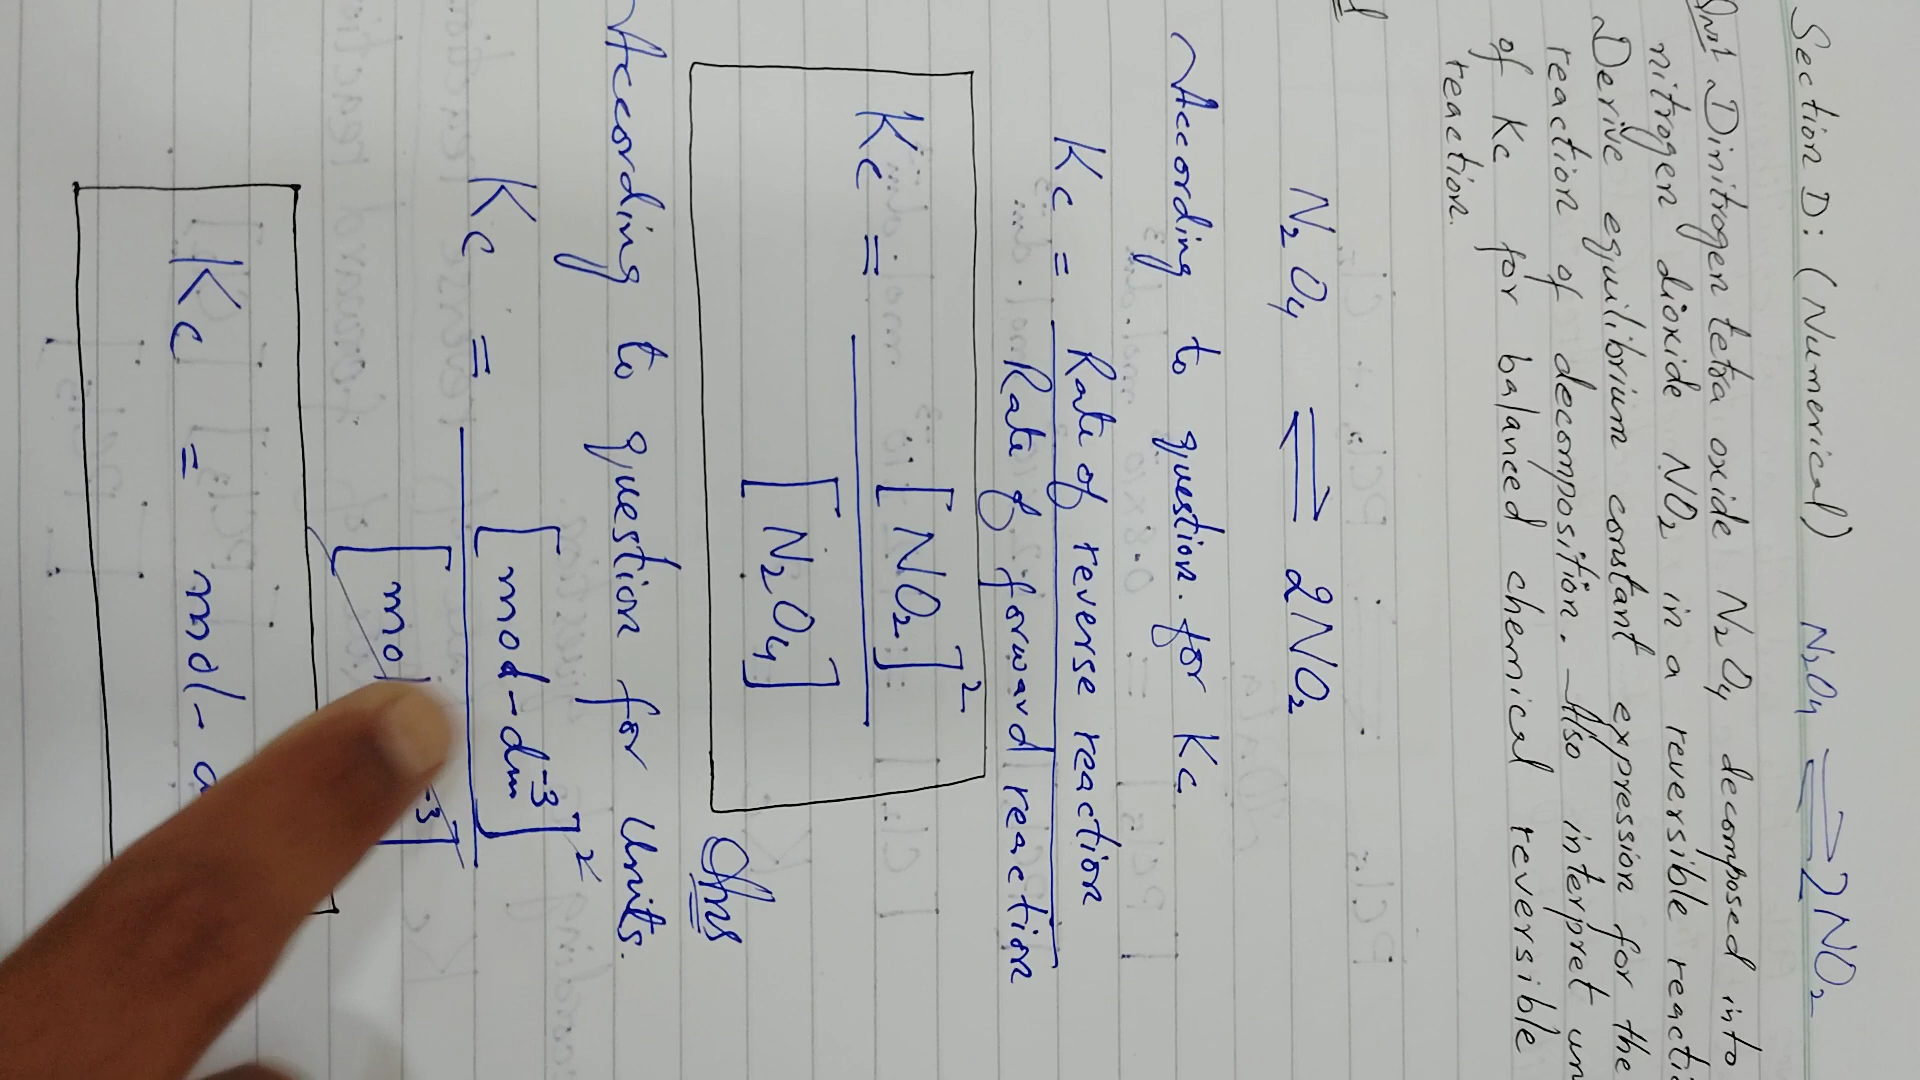 Section D: (Numerical) N₂O₄ ⇌ 2NO₂
Dinitrogen tetra oxide N₂O₄ decomposed into
nitrogen dioxide NO₂ in a reversible reacti
Derive equilibrium constant expression for the
reaction of decomposition. Also interpret un
of Kc for balanced chemical reversible
reaction.
N₂O₄ ⇌ 2NO₂
According to question for Kc
Kc = Rate of reverse reaction
Rate of forward reaction
Kc = [NO₂]²
[N₂O₄]
Ans
According to question for Units.
Kc = [mod-dm⁻³]²
[mol ⁻³]
Kc = mol-